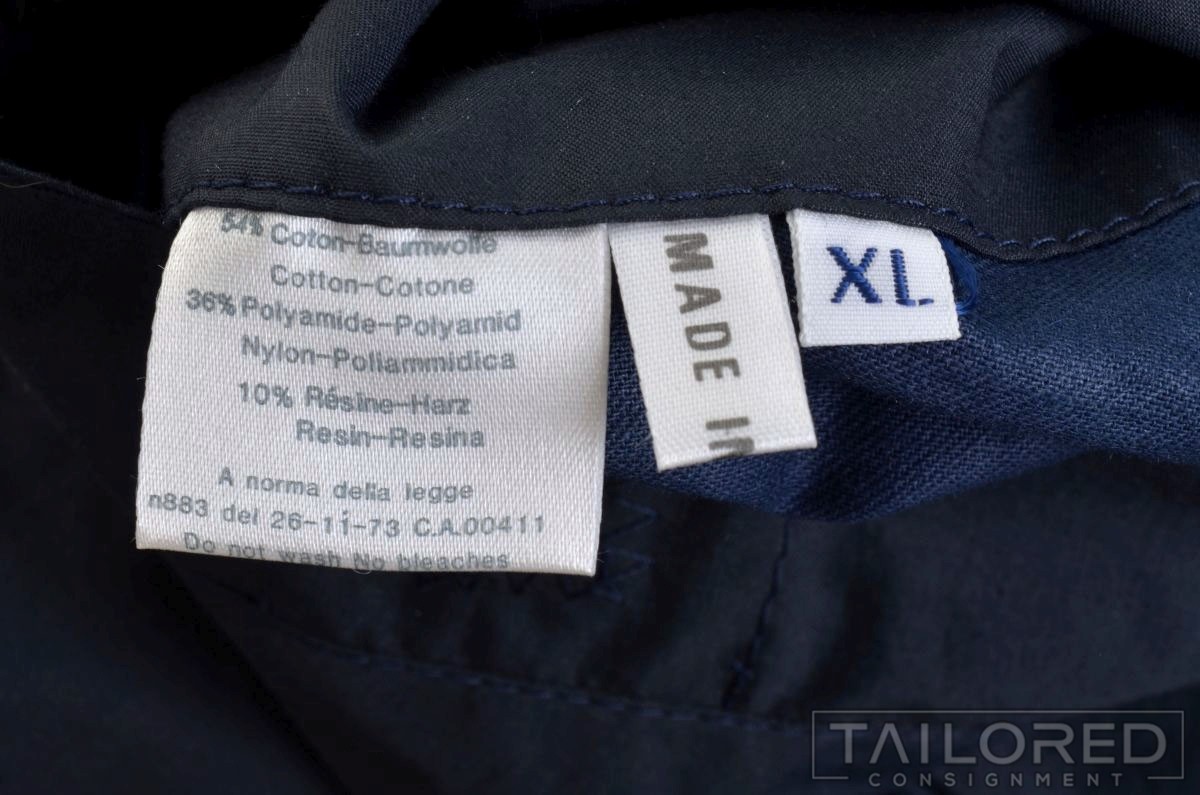 54% Coton-Baumwolle
Cotton-Cotone
36% Polyamide-Polyamid
Nylon-Poliammidica
10% Résine-Harz
Resin-Resina
A norma della legge
n883 del 26-11-73 C.A.00411
Do not wash No bleaches
MADE IN
XL
TAILORED
CONSIGNMENT